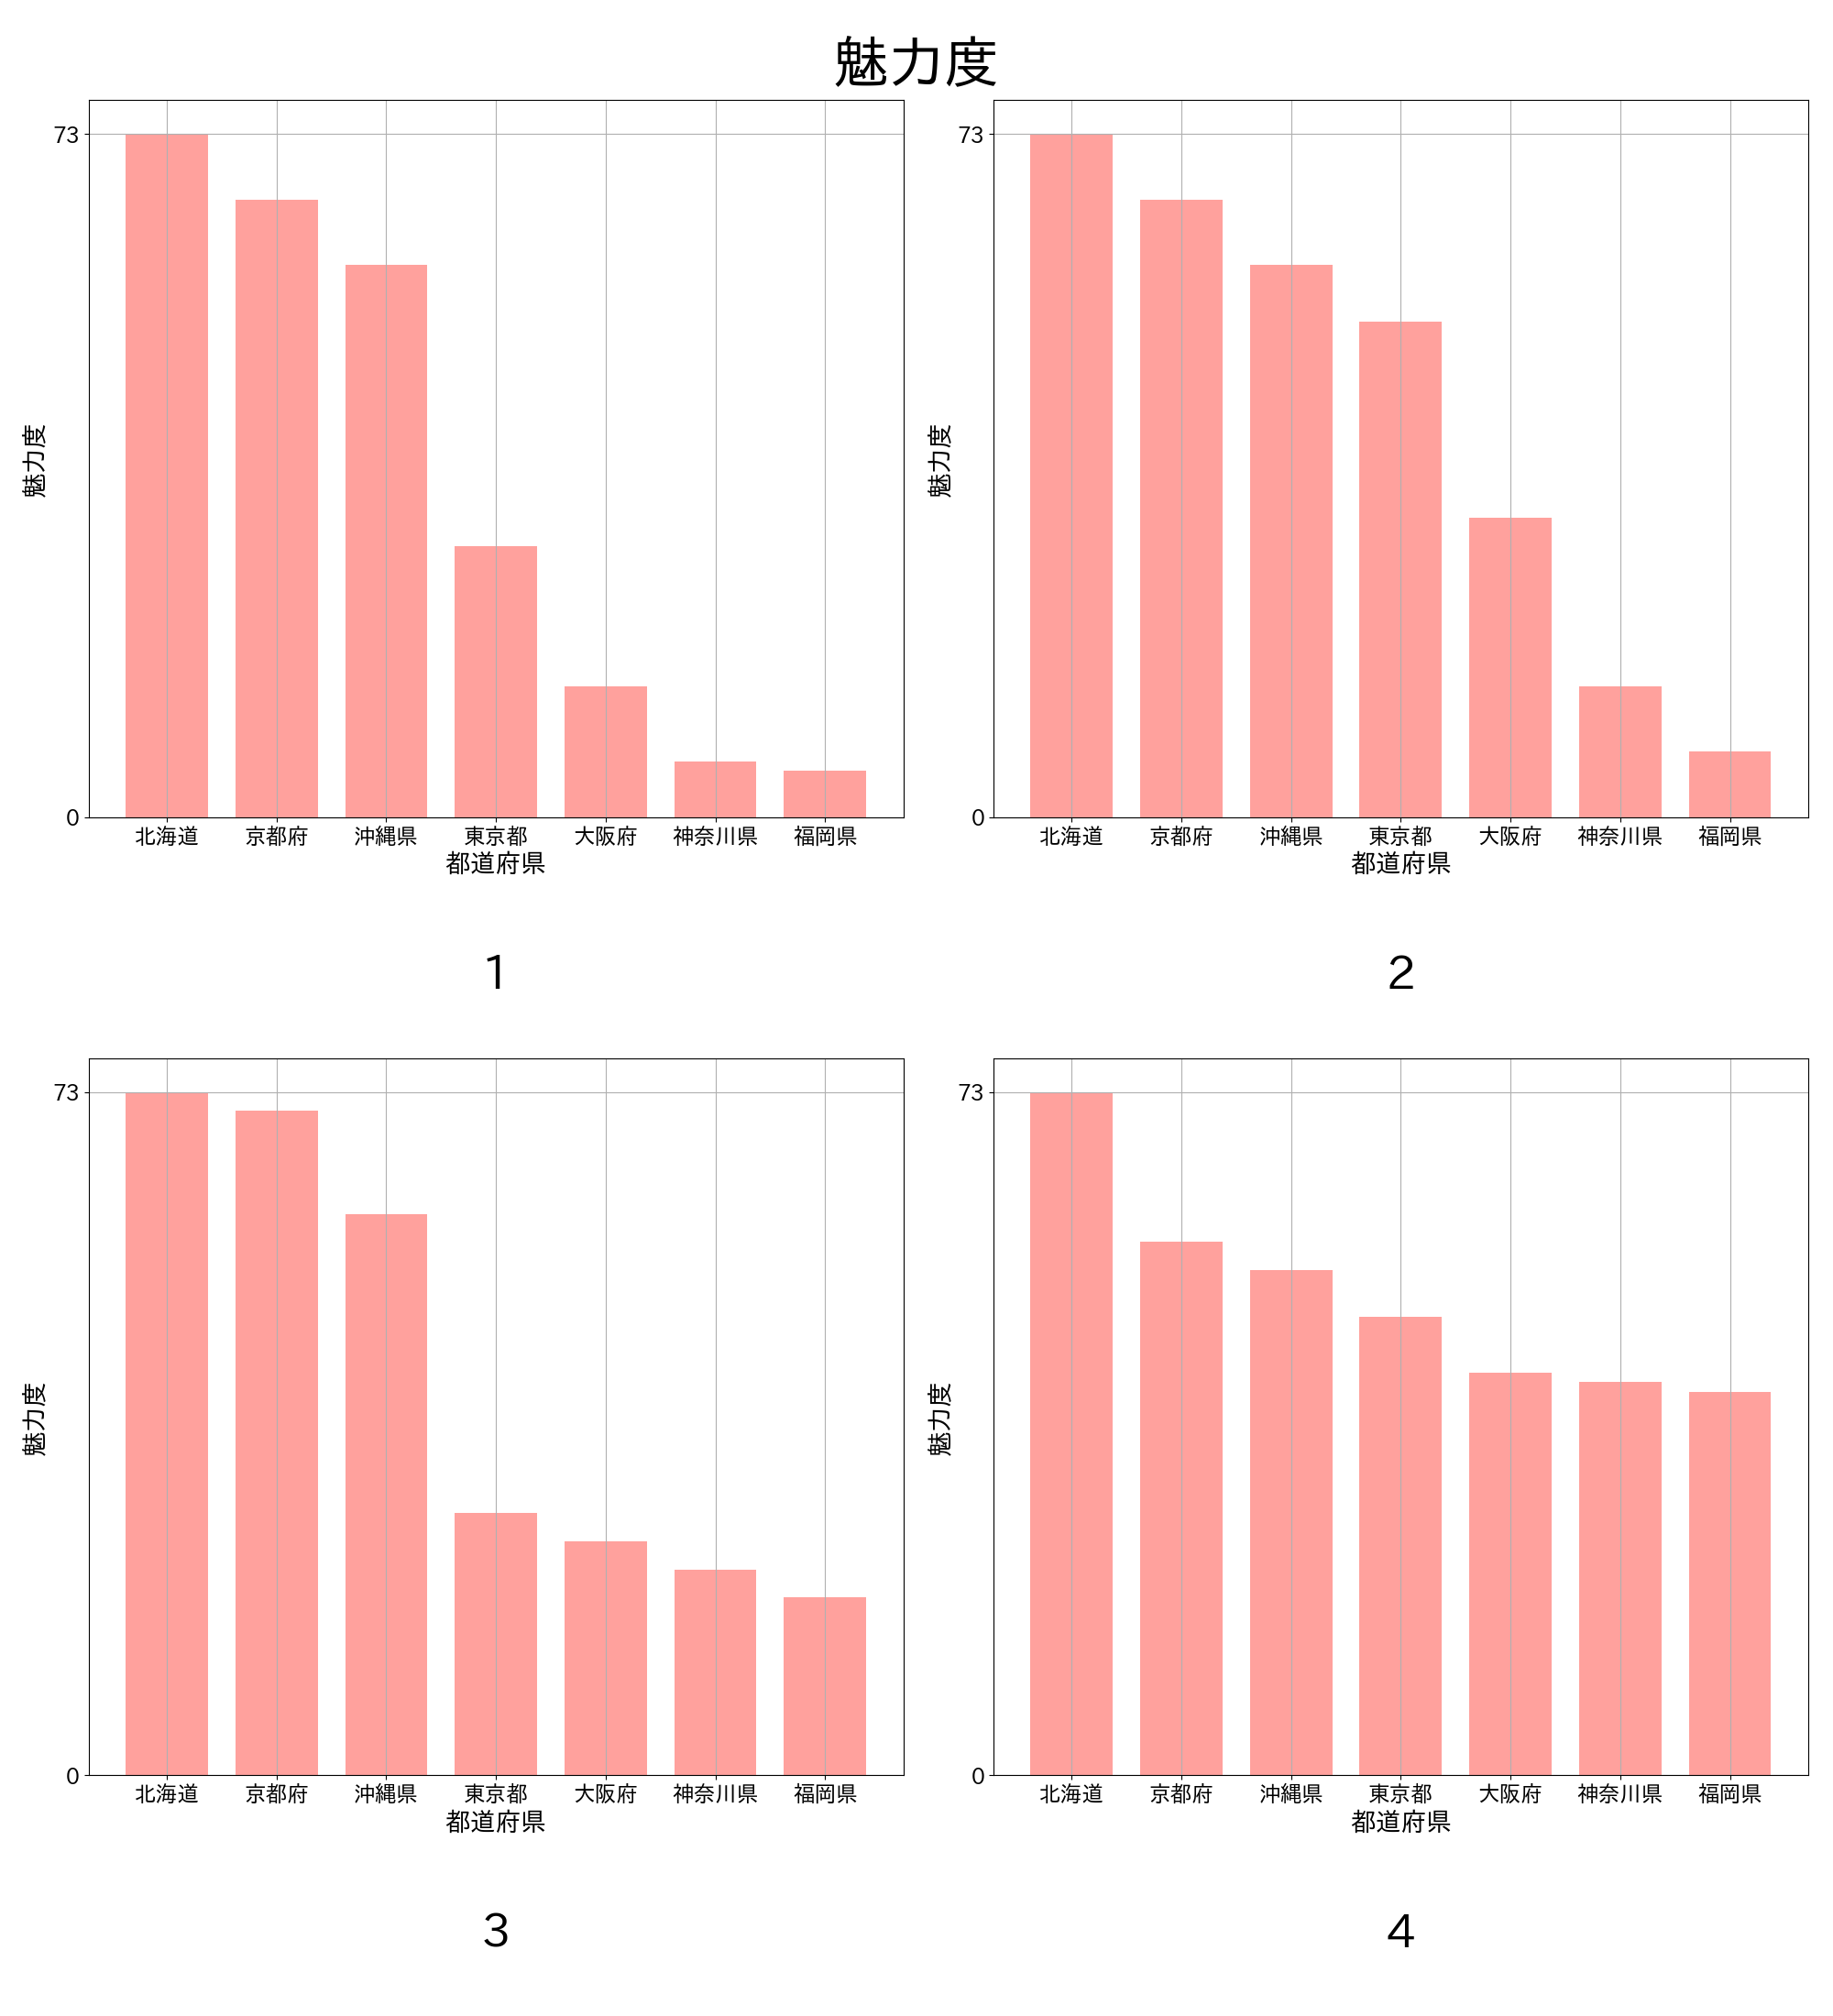 魅力度
73
0
魅力度
北海道 京都府 沖縄県 東京都 大阪府 神奈川県 福岡県
都道府県
1
73
0
魅力度
北海道 京都府 沖縄県 東京都 大阪府 神奈川県 福岡県
都道府県
2
73
0
魅力度
北海道 京都府 沖縄県 東京都 大阪府 神奈川県 福岡県
都道府県
3
73
0
魅力度
北海道 京都府 沖縄県 東京都 大阪府 神奈川県 福岡県
都道府県
4